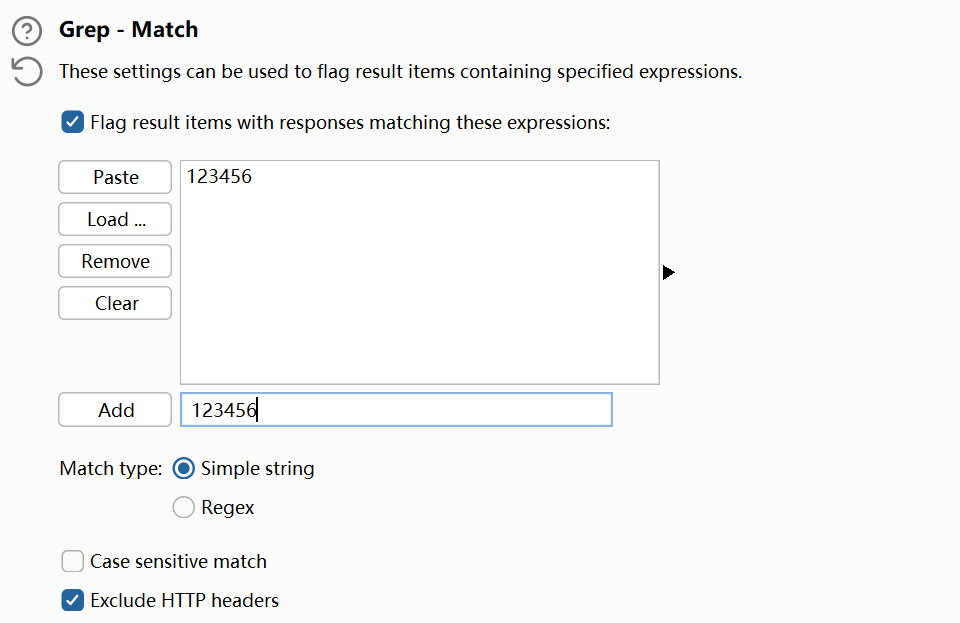 Grep - Match
These settings can be used to flag result items containing specified expressions.
Flag result items with responses matching these expressions:
Paste
123456
Load ...
Remove
Clear
Add
123456
Match type:
Simple string
Regex
Case sensitive match
Exclude HTTP headers